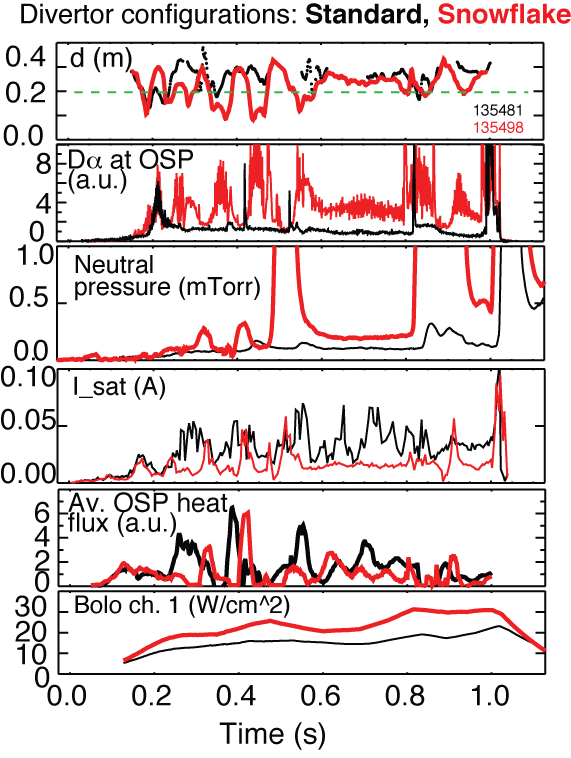 Divertor configurations: Standard, Snowflake
0.4
d (m)
0.2
135481
135498
0.0
8
Dα at OSP
(a.u.)
4
0
1.0
Neutral
pressure (mTorr)
0.5
0.0
0.10
I_sat (A)
0.05
0.00
6
Av. OSP heat
flux (a.u.)
4
2
0
30
Bolo ch. 1 (W/cm^2)
20
10
0
0.0 0.2 0.4 0.6 0.8 1.0
Time (s)